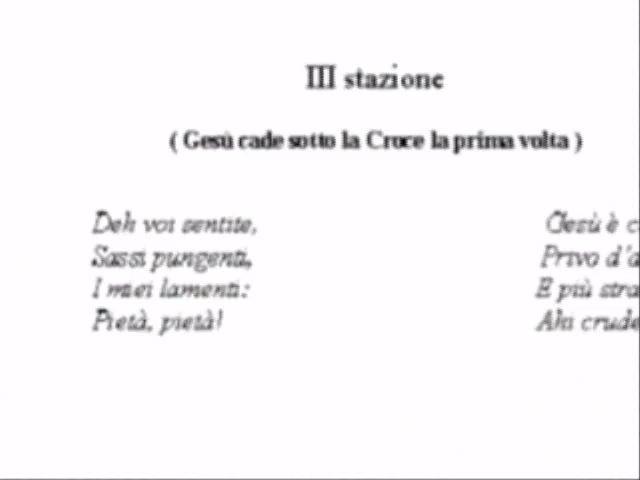 III stazione
( Gesù cade sotto la Croce la prima volta )
Deh voi sentite,
Sassi pungenti,
I miei lamenti:
Pietà, pietà!
Gesù è
Privo
E più
Ahi